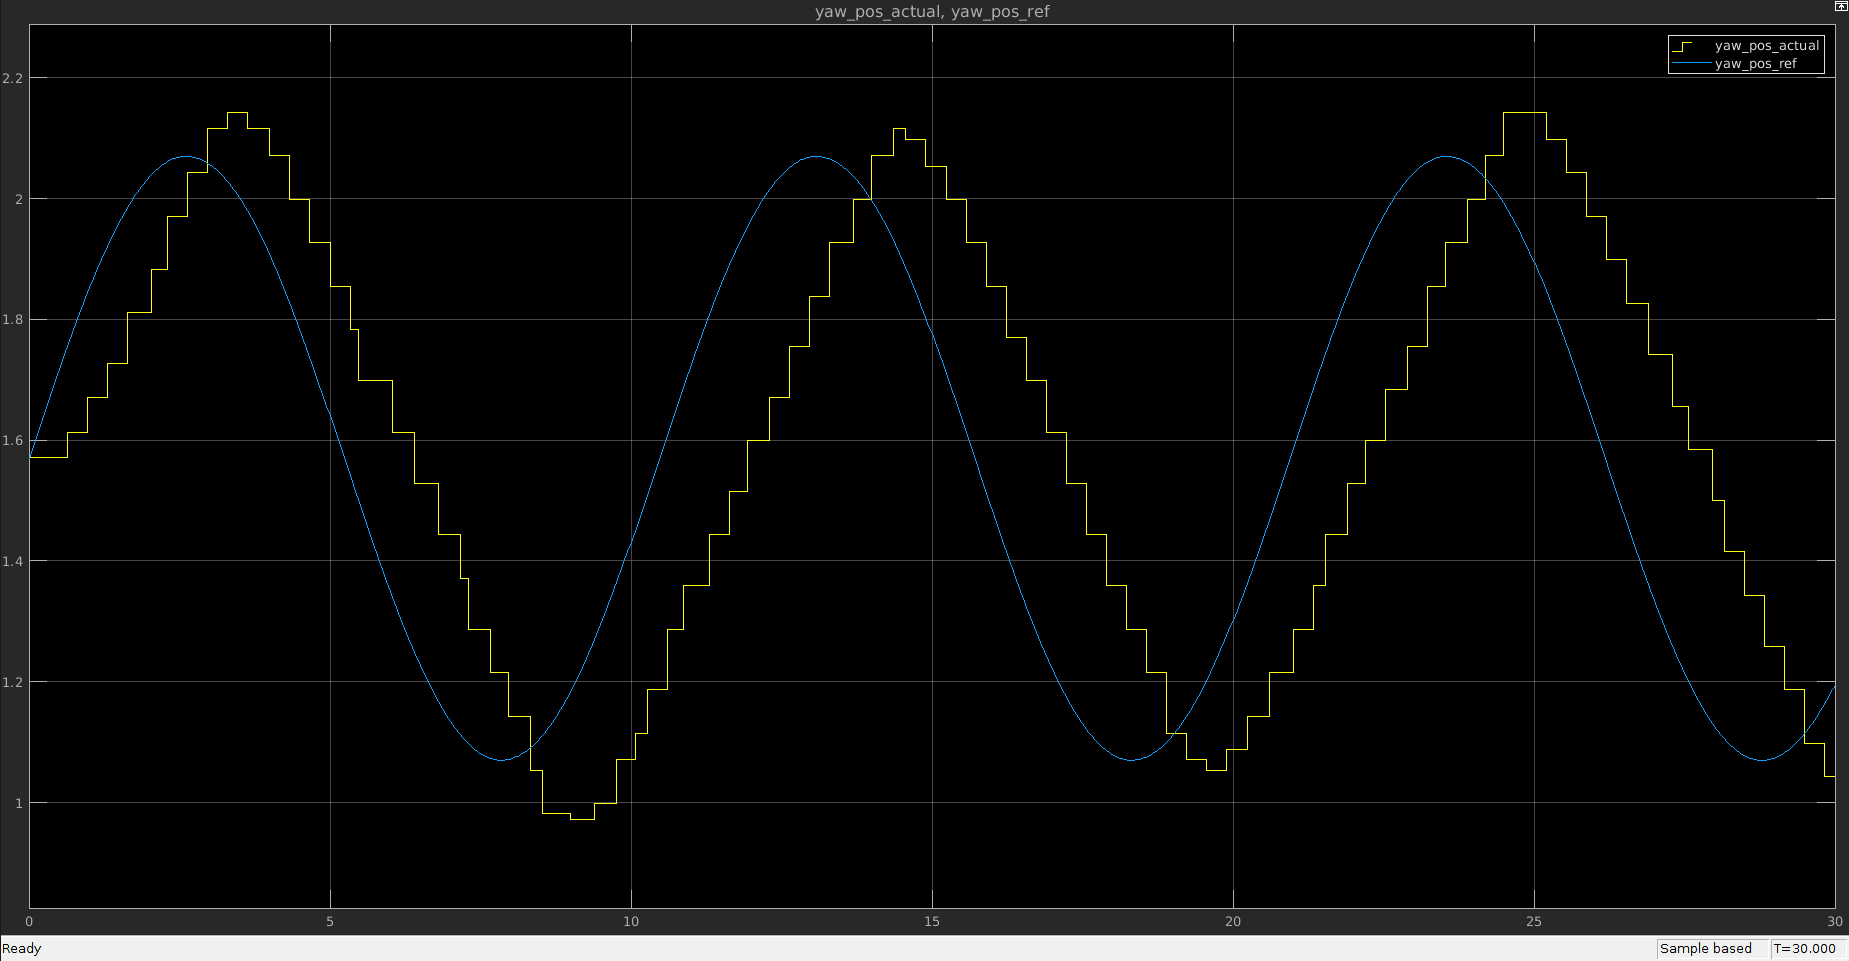 yaw_pos_actual, yaw_pos_ref
yaw_pos_actual
yaw_pos_ref
2.2
2
1.8
1.6
1.4
1.2
1
0 5 10 15 20 25 30
Ready Sample based T=30.000